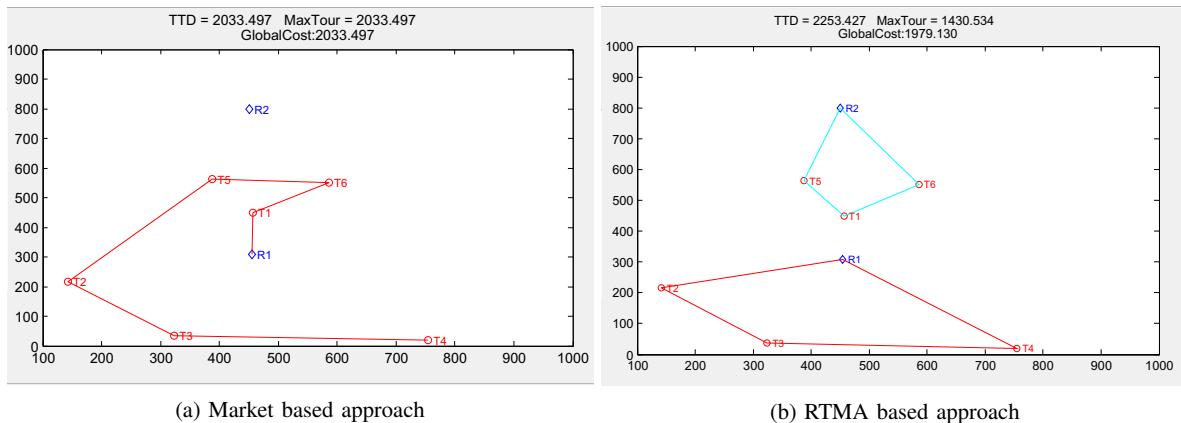 TTD = 2033.497 MaxTour = 2033.497
GlobalCost:2033.497
1000
900
800
700
600
500
400
300
200
100
0
R2
T5
T6
T1
R1
T2
T3
T4
100 200 300 400 500 600 700 800 900 1000
(a) Market based approach
TTD = 2253.427 MaxTour = 1430.534
GlobalCost:1979.130
1000
900
800
700
600
500
400
300
200
100
0
R2
T5
T6
T1
R1
T2
T3
T4
100 200 300 400 500 600 700 800 900 1000
(b) RTMA based approach